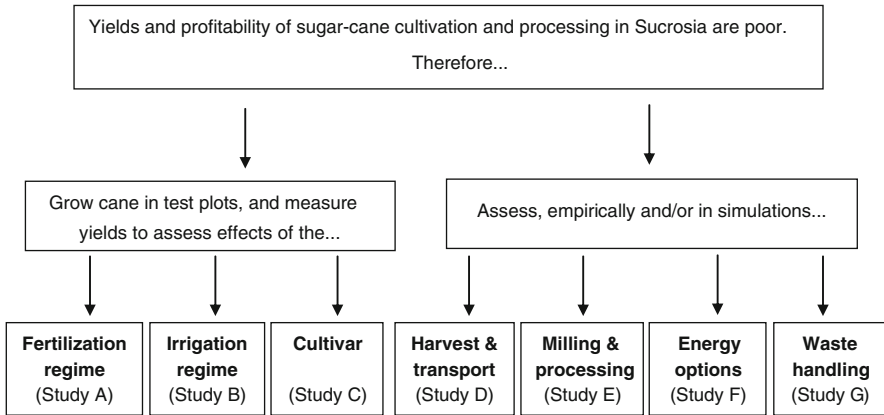 Yields and profitability of sugar-cane cultivation and processing in Sucrosia are poor.
Therefore...
Grow cane in test plots, and measure
yields to assess effects of the...
Assess, empirically and/or in simulations...
Fertilization
regime
(Study A)
Irrigation
regime
(Study B)
Cultivar
(Study C)
Harvest &
transport
(Study D)
Milling &
processing
(Study E)
Energy
options
(Study F)
Waste
handling
(Study G)